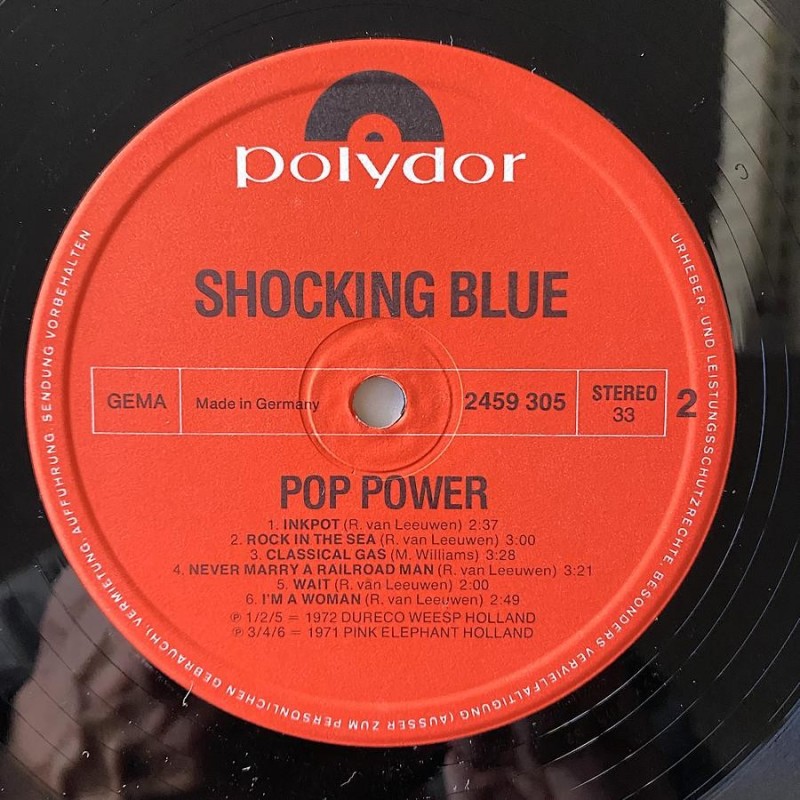 polydor
SHOCKING BLUE
GEMA
Made in Germany
2459 305
STEREO
33
2
POP POWER
1. INKPOT (R. van Leeuwen) 2:37
2. ROCK IN THE SEA (R. van Leeuwen) 3:00
3. CLASSICAL GAS (M. Williams) 3:28
4. NEVER MARRY A RAILROAD MAN (R. van Leeuwen) 3:21
5. WAIT (R. van Leeuwen) 2:00
6. I'M A WOMAN (R. van Leeuwen) 2:49
℗ 1/2/5 = 1972 DURECO WEESP HOLLAND
℗ 3/4/6 = 1971 PINK ELEPHANT HOLLAND
URHEBER- UND LEISTUNGSSCHUTZRECHTE, BESONDERS VERVIELFÄLTIGUNG (AUSSER ZUM PERSÖNLICHEN GEBRAUCH), VERMIETUNG, AUFFÜHRUNG, SENDUNG VORBEHALTEN